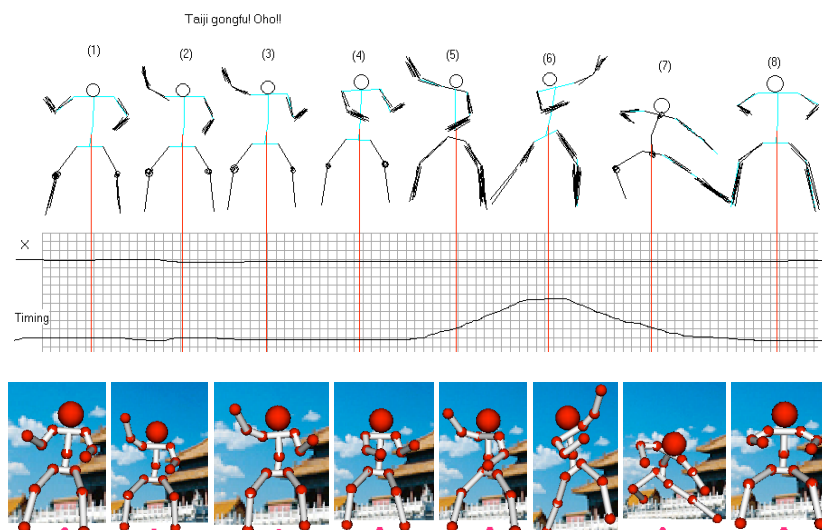 Taiji gongfu! Oho!!
(1)
(2)
(3)
(4)
(5)
(6)
(7)
(8)
X
Timing